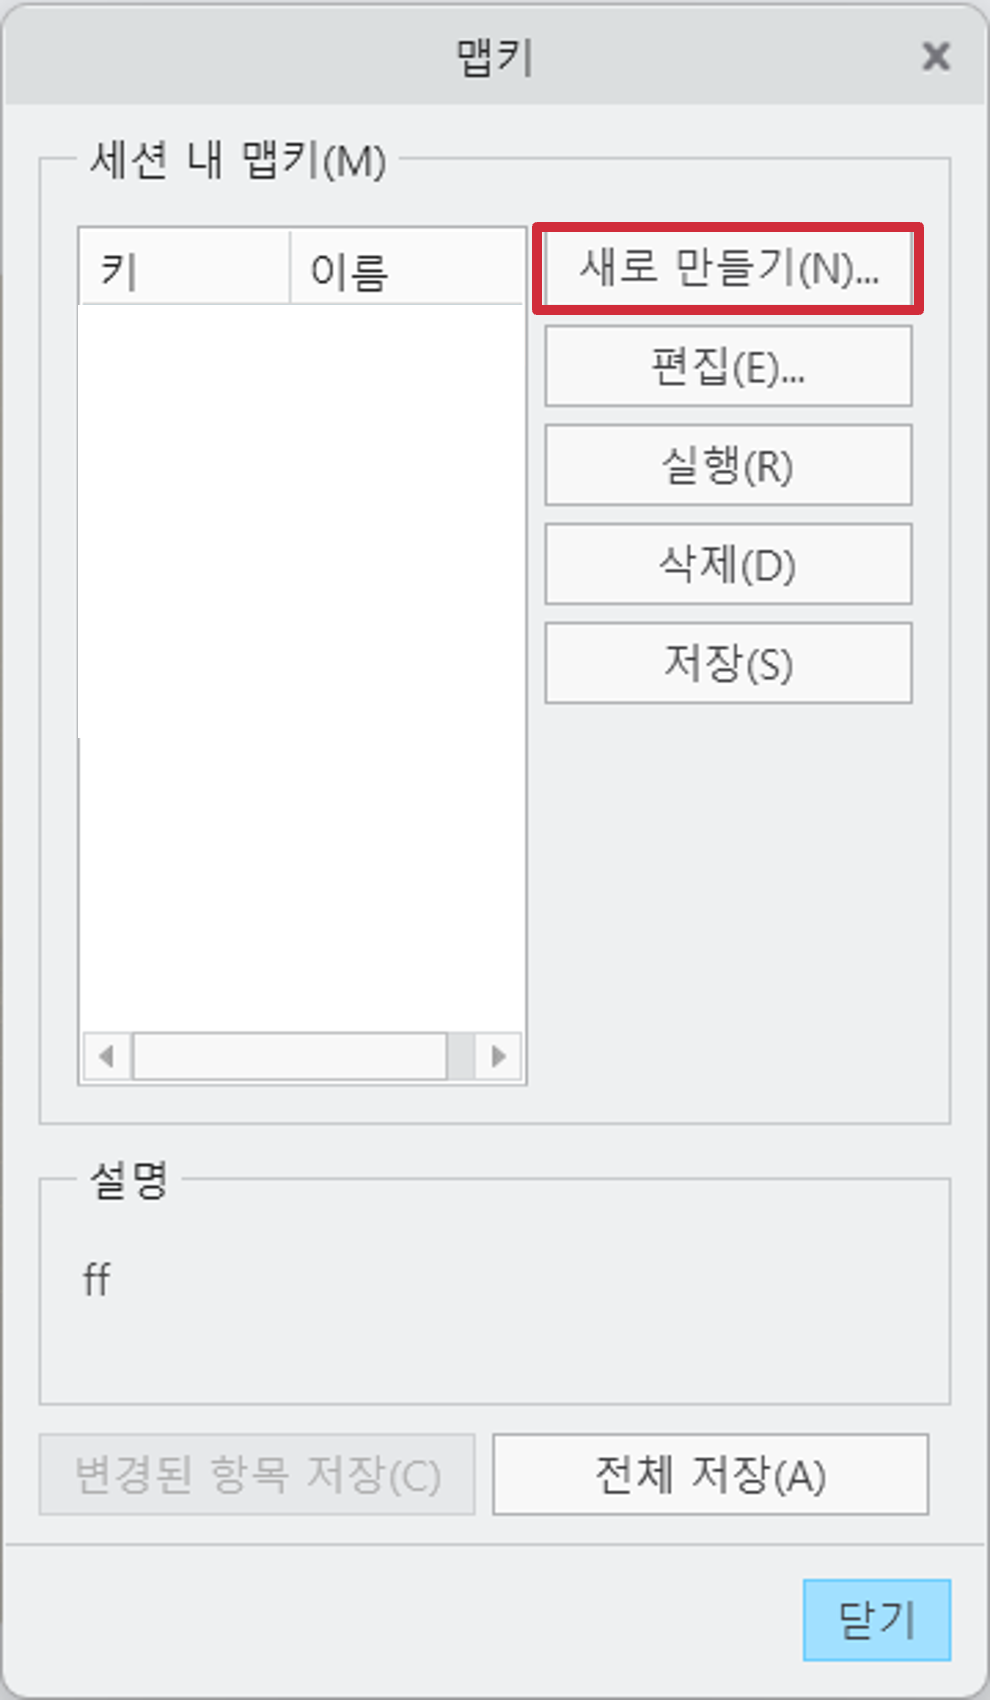 맵키
세션 내 맵키(M)
키 이름
새로 만들기(N)...
편집(E)...
실행(R)
삭제(D)
저장(S)
설명
ff
변경된 항목 저장(C) 전체 저장(A)
닫기